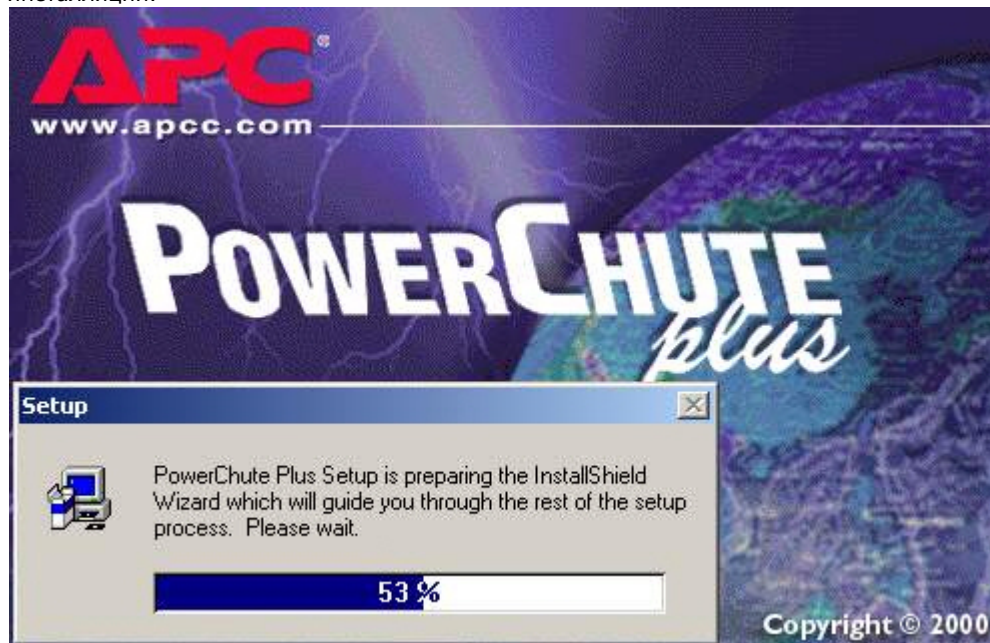 APC®
www.apcc.com
POWERCHUTE
plus
Setup
PowerChute Plus Setup is preparing the InstallShield
Wizard which will guide you through the rest of the setup
process. Please wait.
53 %
Copyright © 2000